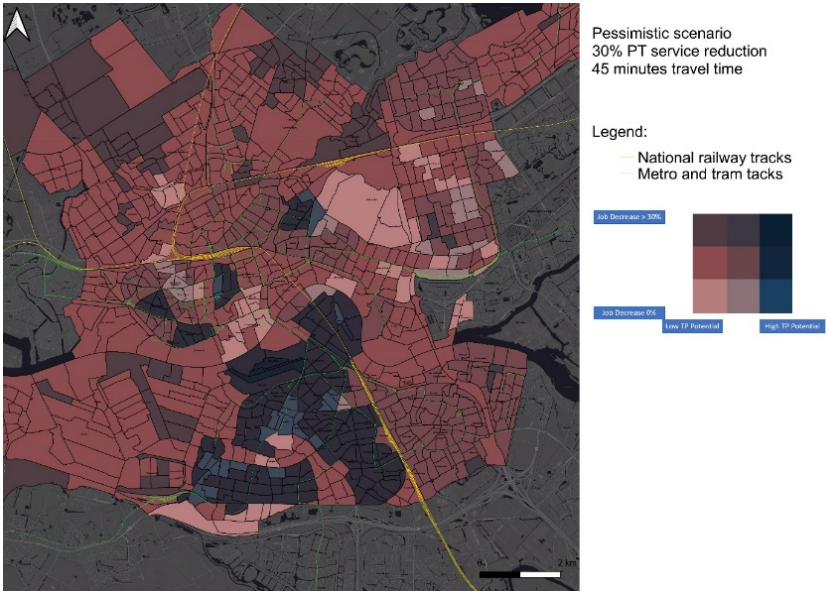 Pessimistic scenario
30% PT service reduction
45 minutes travel time
Legend:
National railway tracks
Metro and tram tacks
Job Decrease > 30%
Job Decrease 0%
Low TP Potential
High TP Potential
0 2 km